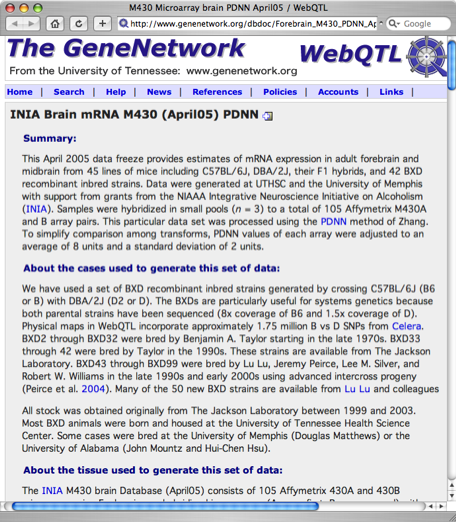 M430 Microarray brain PDNN April05 / WebQTL
http://www.genenetwork.org/dbdoc/Forebrain_M430_PDNN_Ap
Google
The GeneNetwork
WebQTL
From the University of Tennessee: www.genenetwork.org
Home | Search | Help | News | References | Policies | Accounts | Links |
INIA Brain mRNA M430 (April05) PDNN
Summary:
This April 2005 data freeze provides estimates of mRNA expression in adult forebrain and
midbrain from 45 lines of mice including C57BL/6J, DBA/2J, their F1 hybrids, and 42 BXD
recombinant inbred strains. Data were generated at UTHSC and the University of Memphis
with support from grants from the NIAAA Integrative Neuroscience Initiative on Alcoholism
(INIA). Samples were hybridized in small pools (n = 3) to a total of 105 Affymetrix M430A
and B array pairs. This particular data set was processed using the PDNN method of Zhang.
To simplify comparison among transforms, PDNN values of each array were adjusted to an
average of 8 units and a standard deviation of 2 units.
About the cases used to generate this set of data:
We have used a set of BXD recombinant inbred strains generated by crossing C57BL/6J (B6
or B) with DBA/2J (D2 or D). The BXDs are particularly useful for systems genetics because
both parental strains have been sequenced (8x coverage of B6 and 1.5x coverage of D).
Physical maps in WebQTL incorporate approximately 1.75 million B vs D SNPs from Celera.
BXD2 through BXD32 were bred by Benjamin A. Taylor starting in the late 1970s. BXD33
through 42 were bred by Taylor in the 1990s. These strains are available from The Jackson
Laboratory. BXD43 through BXD99 were bred by Lu Lu, Jeremy Peirce, Lee M. Silver, and
Robert W. Williams in the late 1990s and early 2000s using advanced intercross progeny
(Peirce et al. 2004). Many of the 50 new BXD strains are available from Lu Lu and colleagues
All stock was obtained originally from The Jackson Laboratory between 1999 and 2003.
Most BXD animals were born and housed at the University of Tennessee Health Science
Center. Some cases were bred at the University of Memphis (Douglas Matthews) or the
University of Alabama (John Mountz and Hui-Chen Hsu).
About the tissue used to generate this set of data:
The INIA M430 brain Database (April05) consists of 105 Affymetrix 430A and 430B